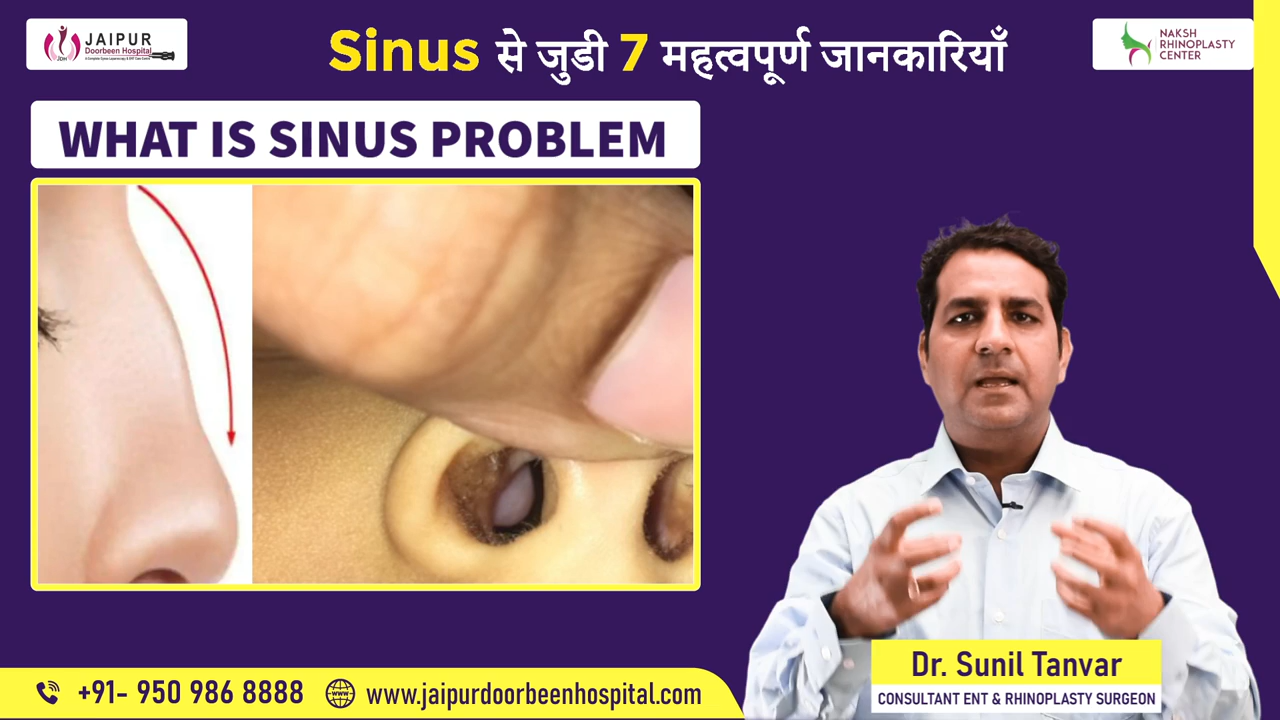 JAIPUR
Doorbeen Hospital
JDH
Sinus से जुडी 7 महत्वपूर्ण जानकारियाँ
NAKSH
RHINOPLASTY
CENTER
WHAT IS SINUS PROBLEM
Dr. Sunil Tanvar
CONSULTANT ENT & RHINOPLASTY SURGEON
+91- 950 986 8888
www.jaipurdoorbeenhospital.com